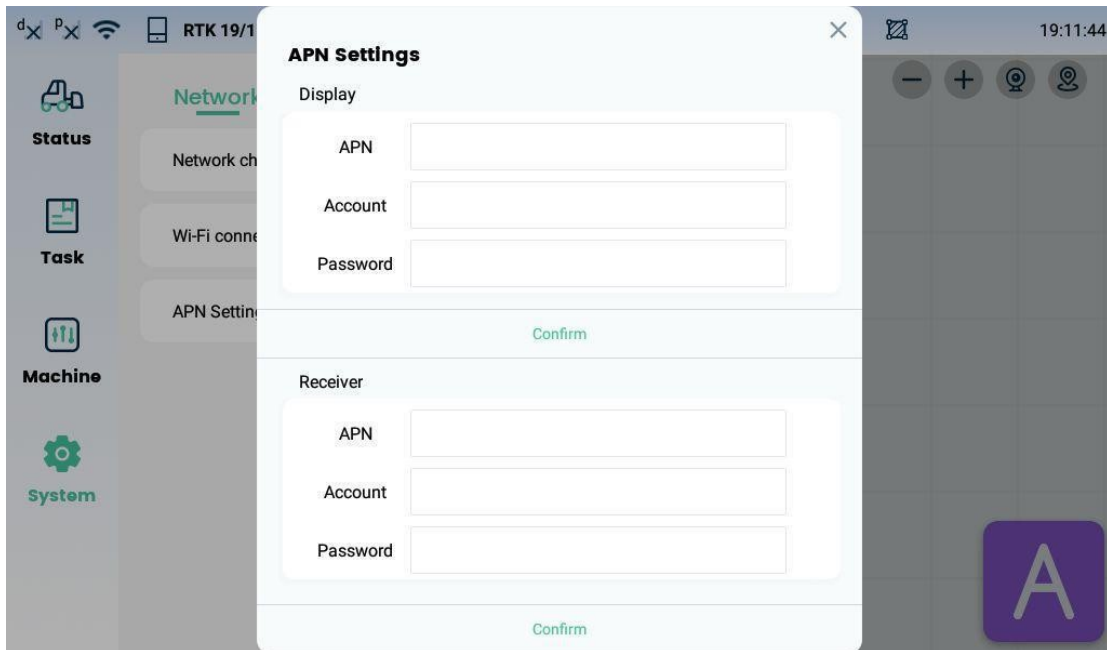 d P RTK 19/1 19:11:44
APN Settings
Display
APN
Account
Password
Confirm
Receiver
APN
Account
Password
Confirm
Status
Task
Machine
System
Network
Network ch
Wi-Fi conne
APN Setting
A